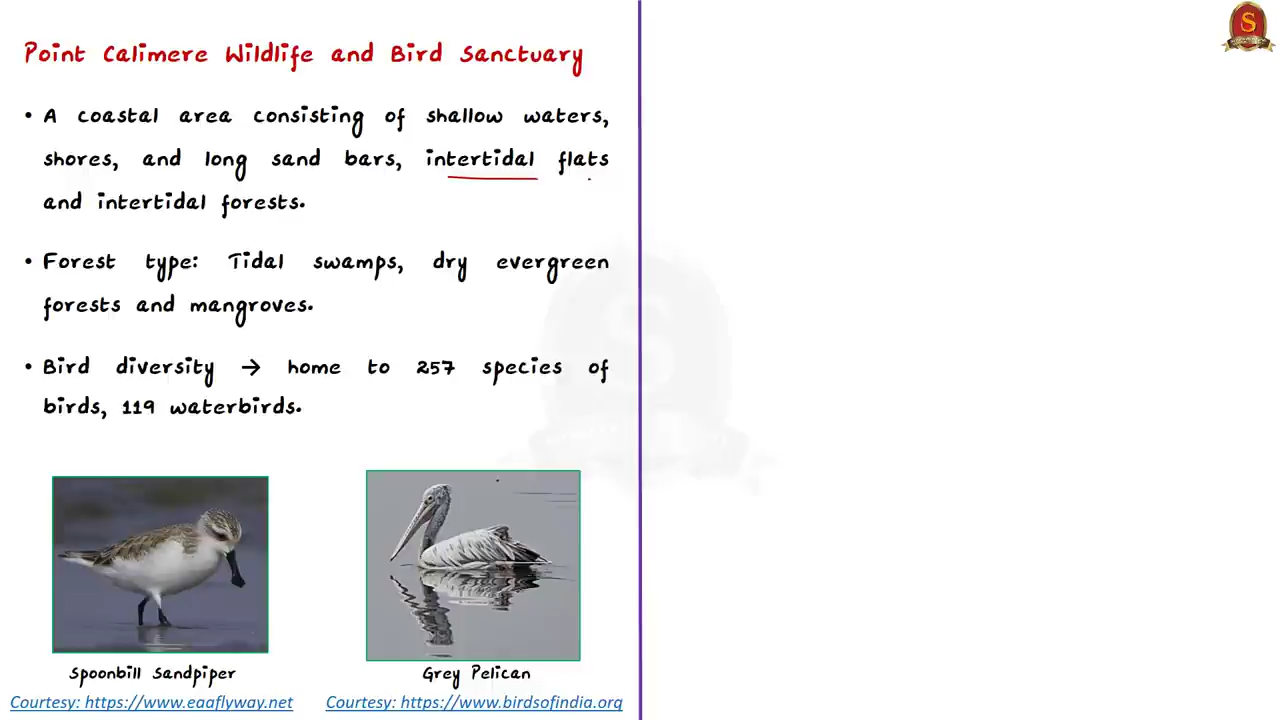 Point Calimere Wildlife and Bird Sanctuary
• A coastal area consisting of shallow waters,
shores, and long sand bars, intertidal flats
and intertidal forests.
• Forest type: Tidal swamps, dry evergreen
forests and mangroves.
• Bird diversity → home to 257 species of
birds, 119 waterbirds.
Spoonbill Sandpiper
Grey Pelican
Courtesy: https://www.eaaflyway.net
Courtesy: https://www.birdsofindia.org
S